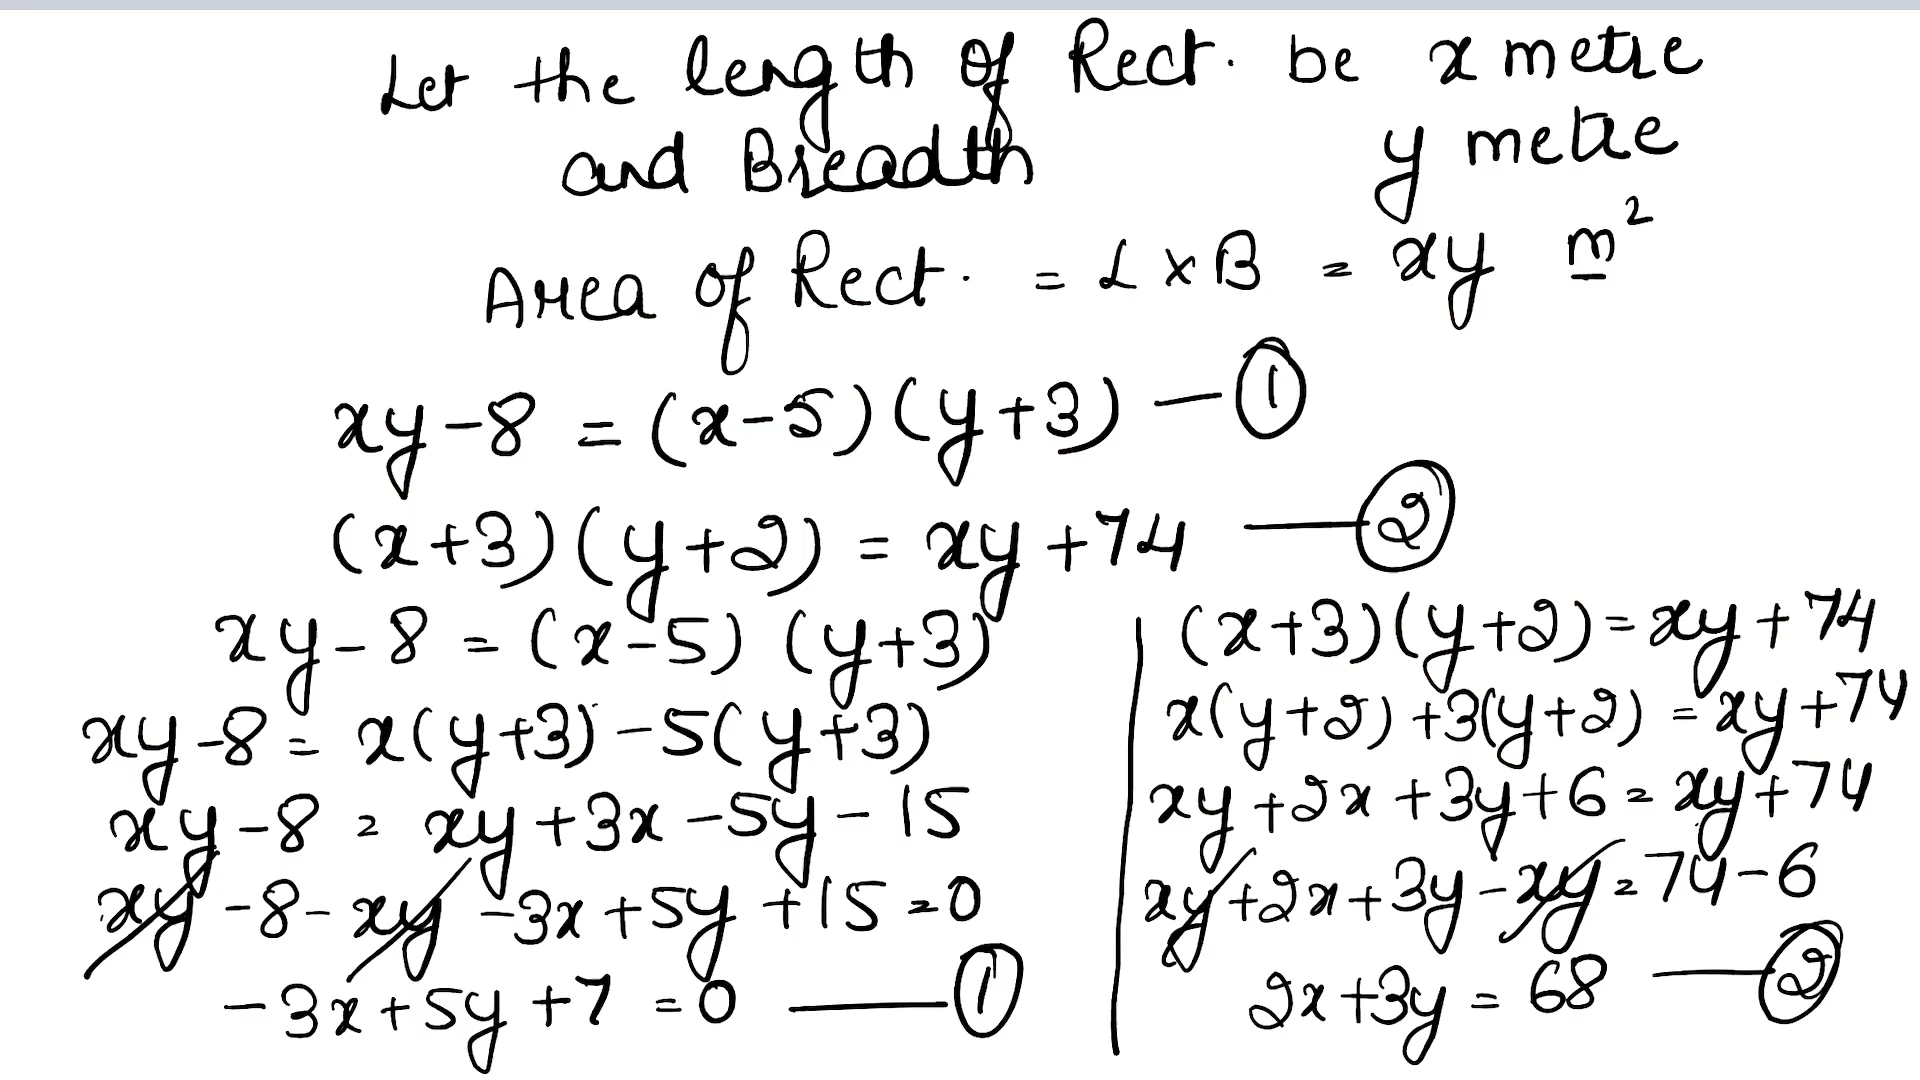 Let the length of Rect. be x metre
and Breadth y metre
Area of Rect. = L × B = xy m²
xy - 8 = (x-5)(y+3) — ①
(x+3)(y+2) = xy + 74 — ②
xy - 8 = (x-5)(y+3)
xy - 8 = x(y+3) - 5(y+3)
xy - 8 = xy + 3x - 5y - 15
xy - 8 - xy - 3x + 5y + 15 = 0
-3x + 5y + 7 = 0 — ①
(x+3)(y+2) = xy + 74
x(y+2) + 3(y+2) = xy + 74
xy + 2x + 3y + 6 = xy + 74
xy + 2x + 3y - xy = 74 - 6
2x + 3y = 68 — ②